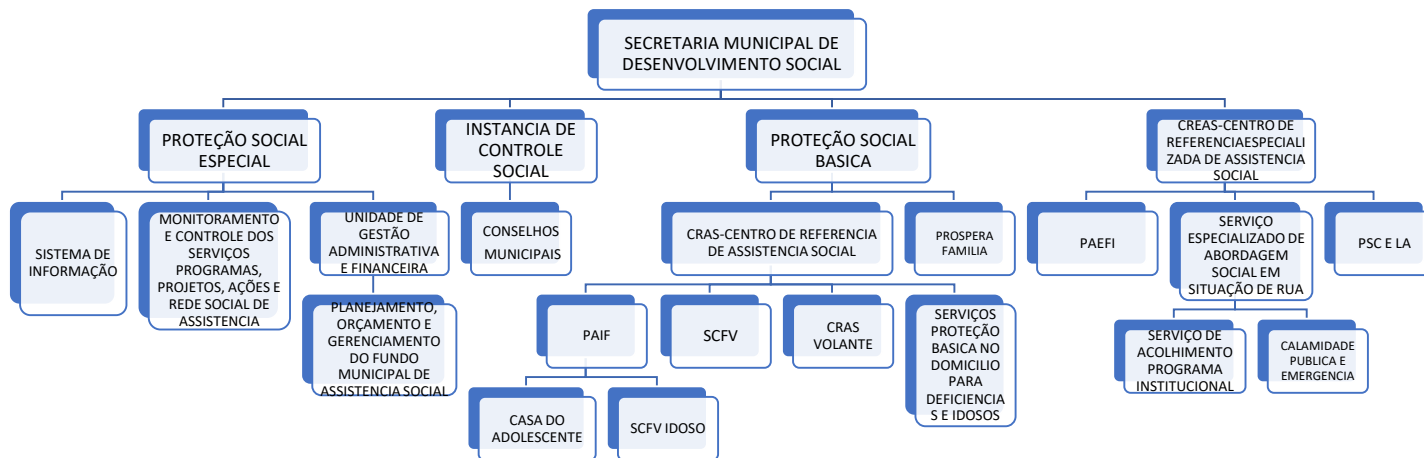 SECRETARIA MUNICIPAL DE
DESENVOLVIMENTO SOCIAL
PROTEÇÃO SOCIAL
ESPECIAL
INSTANCIA DE
CONTROLE
SOCIAL
PROTEÇÃO SOCIAL
BASICA
CREAS-CENTRO DE
REFERENCIAESPECIALI
ZADA DE ASSISTENCIA
SOCIAL
SISTEMA DE
INFORMAÇÃO
MONITORAMENTO
E CONTROLE DOS
SERVIÇOS
PROGRAMAS,
PROJETOS, AÇÕES E
REDE SOCIAL DE
ASSISTENCIA
UNIDADE DE
GESTÃO
ADMINISTRATIVA
E FINANCEIRA
CONSELHOS
MUNICIPAIS
CRAS-CENTRO DE REFERENCIA
DE ASSISTENCIA SOCIAL
PROSPERA
FAMILIA
PAEFI
SERVIÇO
ESPECIALIZADO DE
ABORDAGEM
SOCIAL EM
SITUAÇÃO DE RUA
PSC E LA
PLANEJAMENTO,
ORÇAMENTO E
GERENCIAMENTO
DO FUNDO
MUNICIPAL DE
ASSISTENCIA SOCIAL
PAIF
SCFV
CRAS
VOLANTE
SERVIÇOS
PROTEÇÃO
BASICA NO
DOMICILIO
PARA
DEFICIENCIA
S E IDOSOS
SERVIÇO DE
ACOLHIMENTO
PROGRAMA
INSTITUCIONAL
CALAMIDADE
PUBLICA E
EMERGENCIA
CASA DO
ADOLESCENTE
SCFV IDOSO